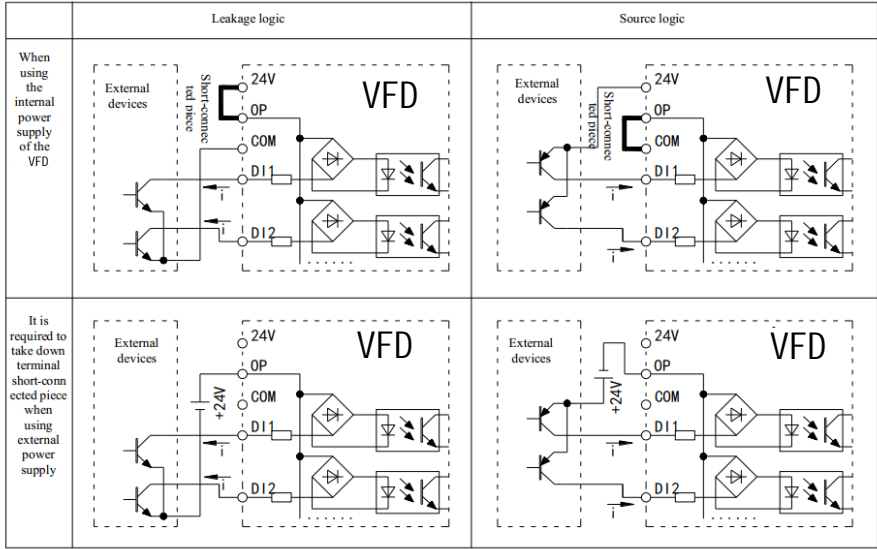 Leakage logic
Source logic
When
using
the
internal
power
supply
of the
VFD
External
devices
Short-connec
ted piece
24V
OP
COM
DI1
DI2
VFD
i
i
......
External
devices
Short-connec
ted piece
24V
OP
COM
DI1
DI2
VFD
i
i
......
It is
required to
take down
terminal
short-conn
ected piece
when
using
external
power
supply
External
devices
+24V
24V
OP
COM
DI1
DI2
VFD
i
i
......
External
devices
+24V
24V
OP
COM
DI1
DI2
VFD
i
i
......